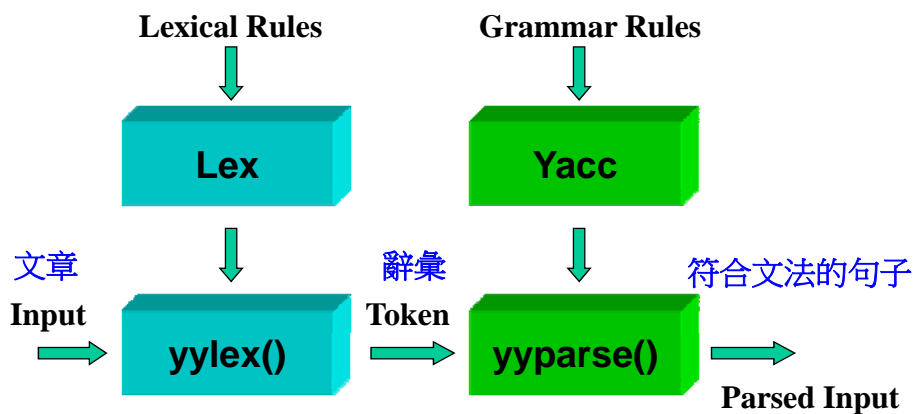 Lexical Rules
Grammar Rules
Lex
Yacc
文章
辭彙
符合文法的句子
Input
Token
yylex()
yyparse()
Parsed Input